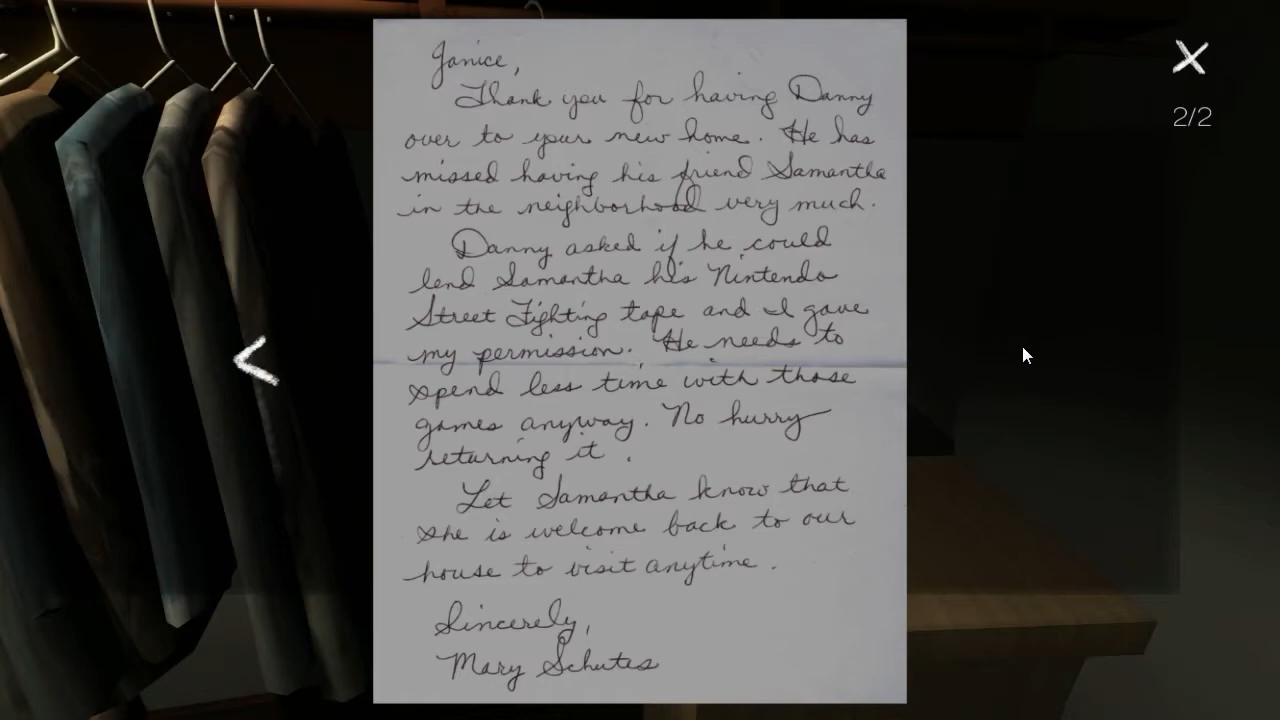 Janice,
Thank you for having Danny
over to your new home. He has
missed having his friend Samantha
in the neighborhood very much.
Danny asked if he could
lend Samantha his Nintendo
Street Fighting tape and I gave
my permission. He needs to
spend less time with those
games anyway. No hurry
returning it.
Let Samantha know that
she is welcome back to our
house to visit anytime.
Sincerely,
Mary Schutes
2/2